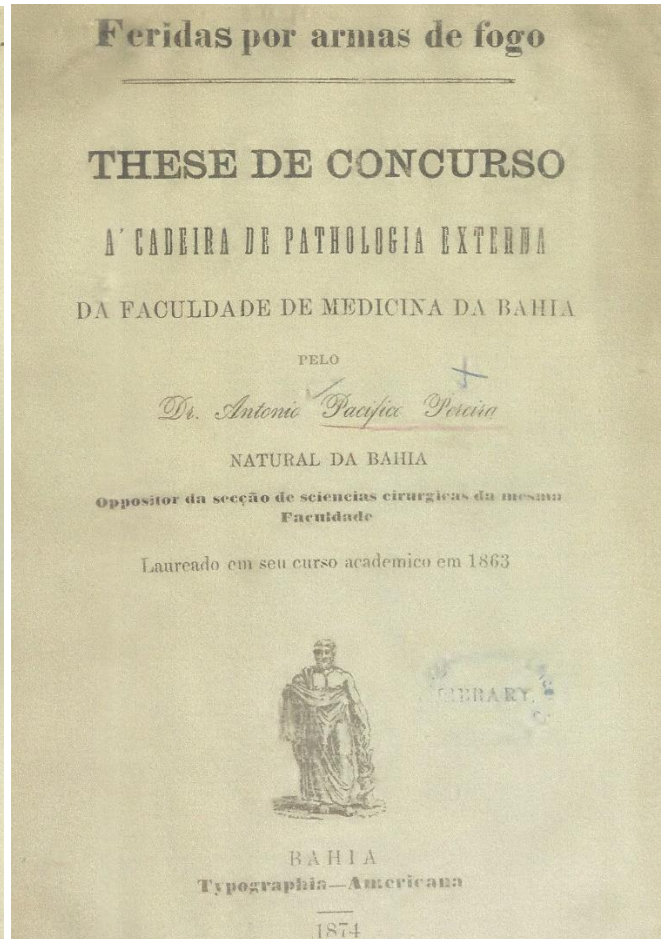 Feridas por armas de fogo
THESE DE CONCURSO
A' CADEIRA DE PATHOLOGIA EXTERNA
DA FACULDADE DE MEDICINA DA BAHIA
PELO
Dr. Antonio Pacifico Pereira
NATURAL DA BAHIA
Oppositor da secção de sciencias cirurgicas da mesma
Faculdade
Laureado em seu curso academico em 1863
LIBRARY
BAHIA
Typographia—Americana
1874